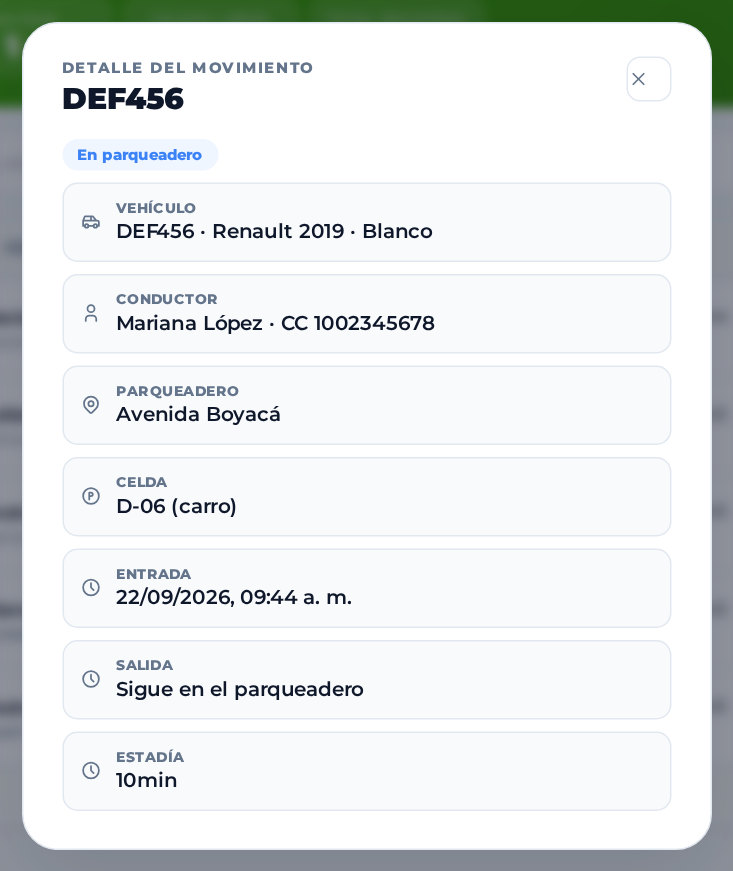 DETALLE DEL MOVIMIENTO
DEF456
En parqueadero
VEHÍCULO
DEF456 · Renault 2019 · Blanco
CONDUCTOR
Mariana López · CC 1002345678
PARQUEADERO
Avenida Boyacá
CELDA
D-06 (carro)
ENTRADA
22/09/2026, 09:44 a. m.
SALIDA
Sigue en el parqueadero
ESTADÍA
10min